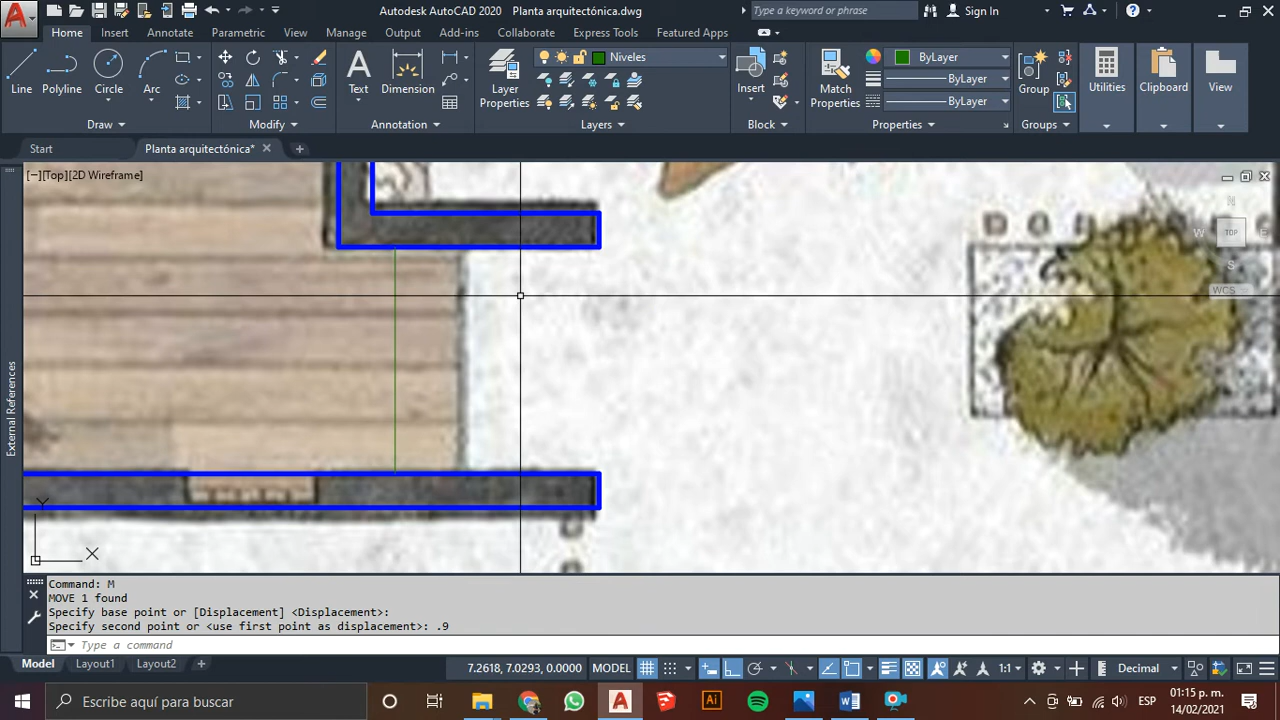 Autodesk AutoCAD 2020 Planta arquitectónica.dwg
Type a keyword or phrase
Sign In
Home Insert Annotate Parametric View Manage Output Add-ins Collaborate Express Tools Featured Apps
Niveles
ByLayer
ByLayer
ByLayer
Line Polyline Circle Arc
Text Dimension
Layer Properties
Insert
Match Properties
Group
Utilities Clipboard View
Draw Modify Annotation Layers Block Properties Groups
Start Planta arquitectónica*
[−][Top][2D Wireframe]
N
W TOP E
S
WCS
External References
Y
X
Command: M
MOVE 1 found
Specify base point or [Displacement] <Displacement>:
Specify second point or <use first point as displacement>: .9
Type a command
Model Layout1 Layout2
7.2618, 7.0293, 0.0000 MODEL 1:1 Decimal
Escribe aquí para buscar
ESP
01:15 p. m.
14/02/2021